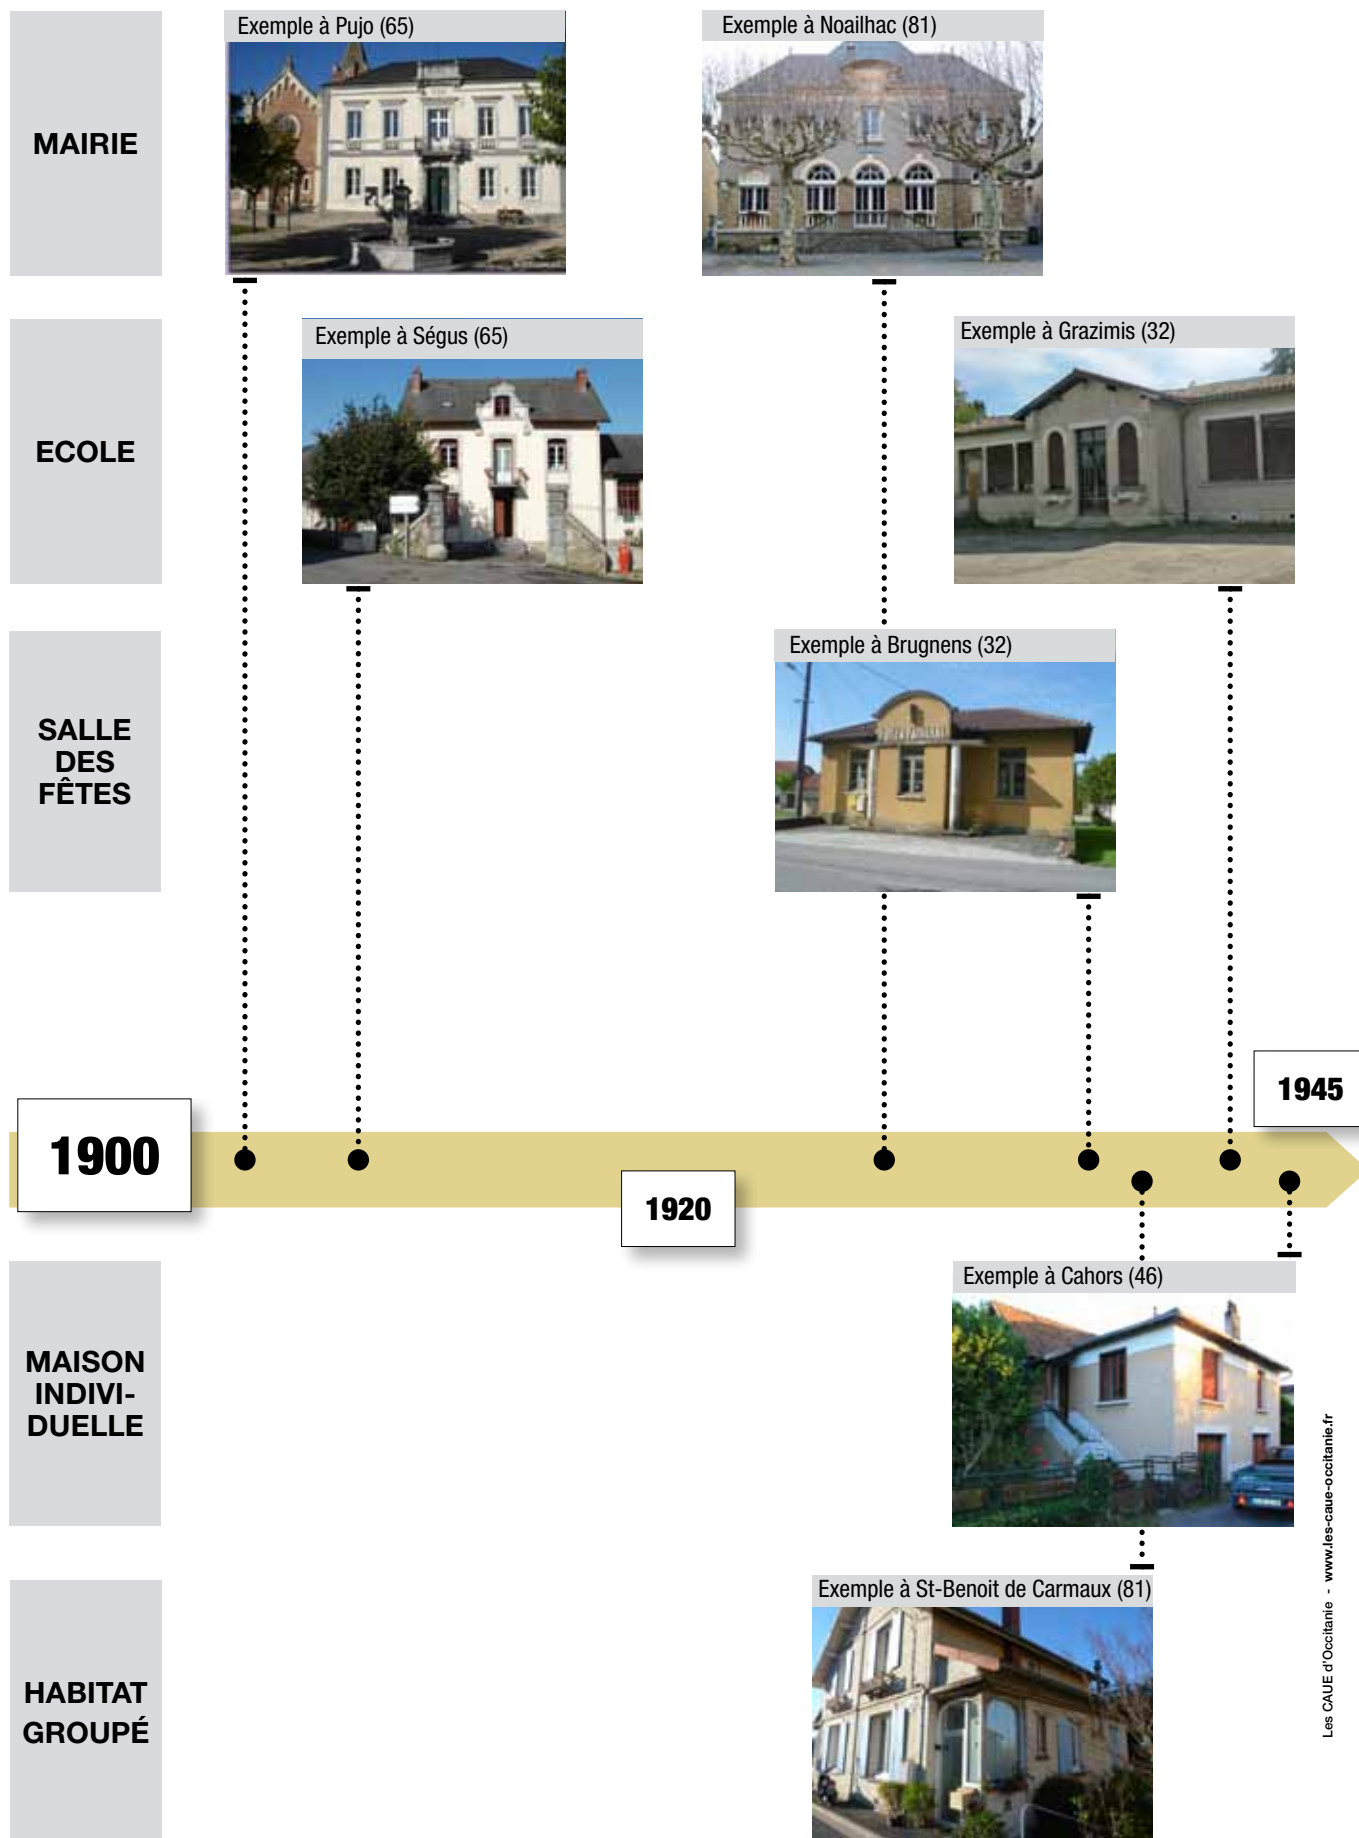 Exemple à Pujo (65)
Exemple à Noailhac (81)
MAIRIE
Exemple à Ségus (65)
Exemple à Grazimis (32)
ECOLE
Exemple à Brugnens (32)
SALLE
DES
FÊTES
1945
1900
1920
Exemple à Cahors (46)
MAISON
INDIVI-
DUELLE
Exemple à St-Benoit de Carmaux (81)
HABITAT
GROUPÉ
Les CAUE d'Occitanie - www.les-caue-occitanie.fr